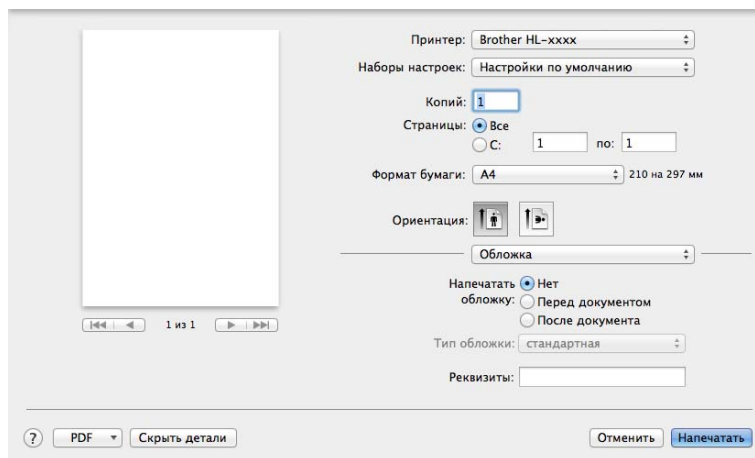 Принтер: Brother HL-xxxx
Наборы настроек: Настройки по умолчанию
Копий: 1
Страницы: Все
С: 1 по: 1
Формат бумаги: A4 210 на 297 мм
Ориентация:
Обложка
Напечатать обложку: Нет
Перед документом
После документа
Тип обложки: стандартная
Реквизиты:
1 из 1
? PDF Скрыть детали Отменить Напечатать